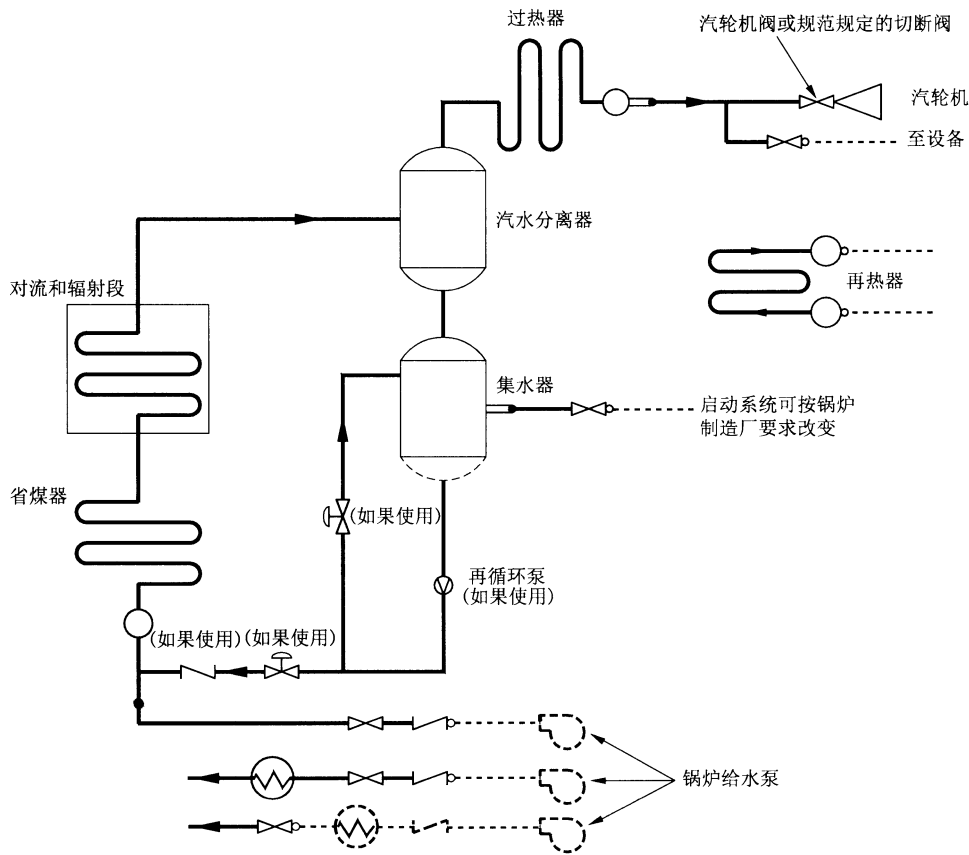 过热器
汽轮机阀或规范规定的切断阀
汽轮机
至设备
汽水分离器
对流和辐射段
再热器
集水器
启动系统可按锅炉
制造厂要求改变
省煤器
(如果使用)
再循环泵
(如果使用)
(如果使用)
(如果使用)
锅炉给水泵